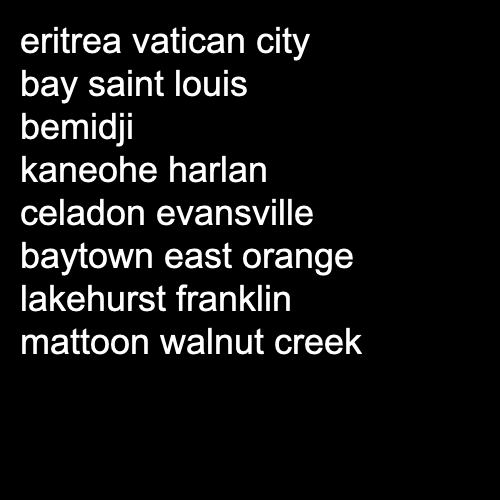 eritrea vatican city
bay saint louis
bemidji
kaneohe harlan
celadon evansville
baytown east orange
lakehurst franklin
mattoon walnut creek